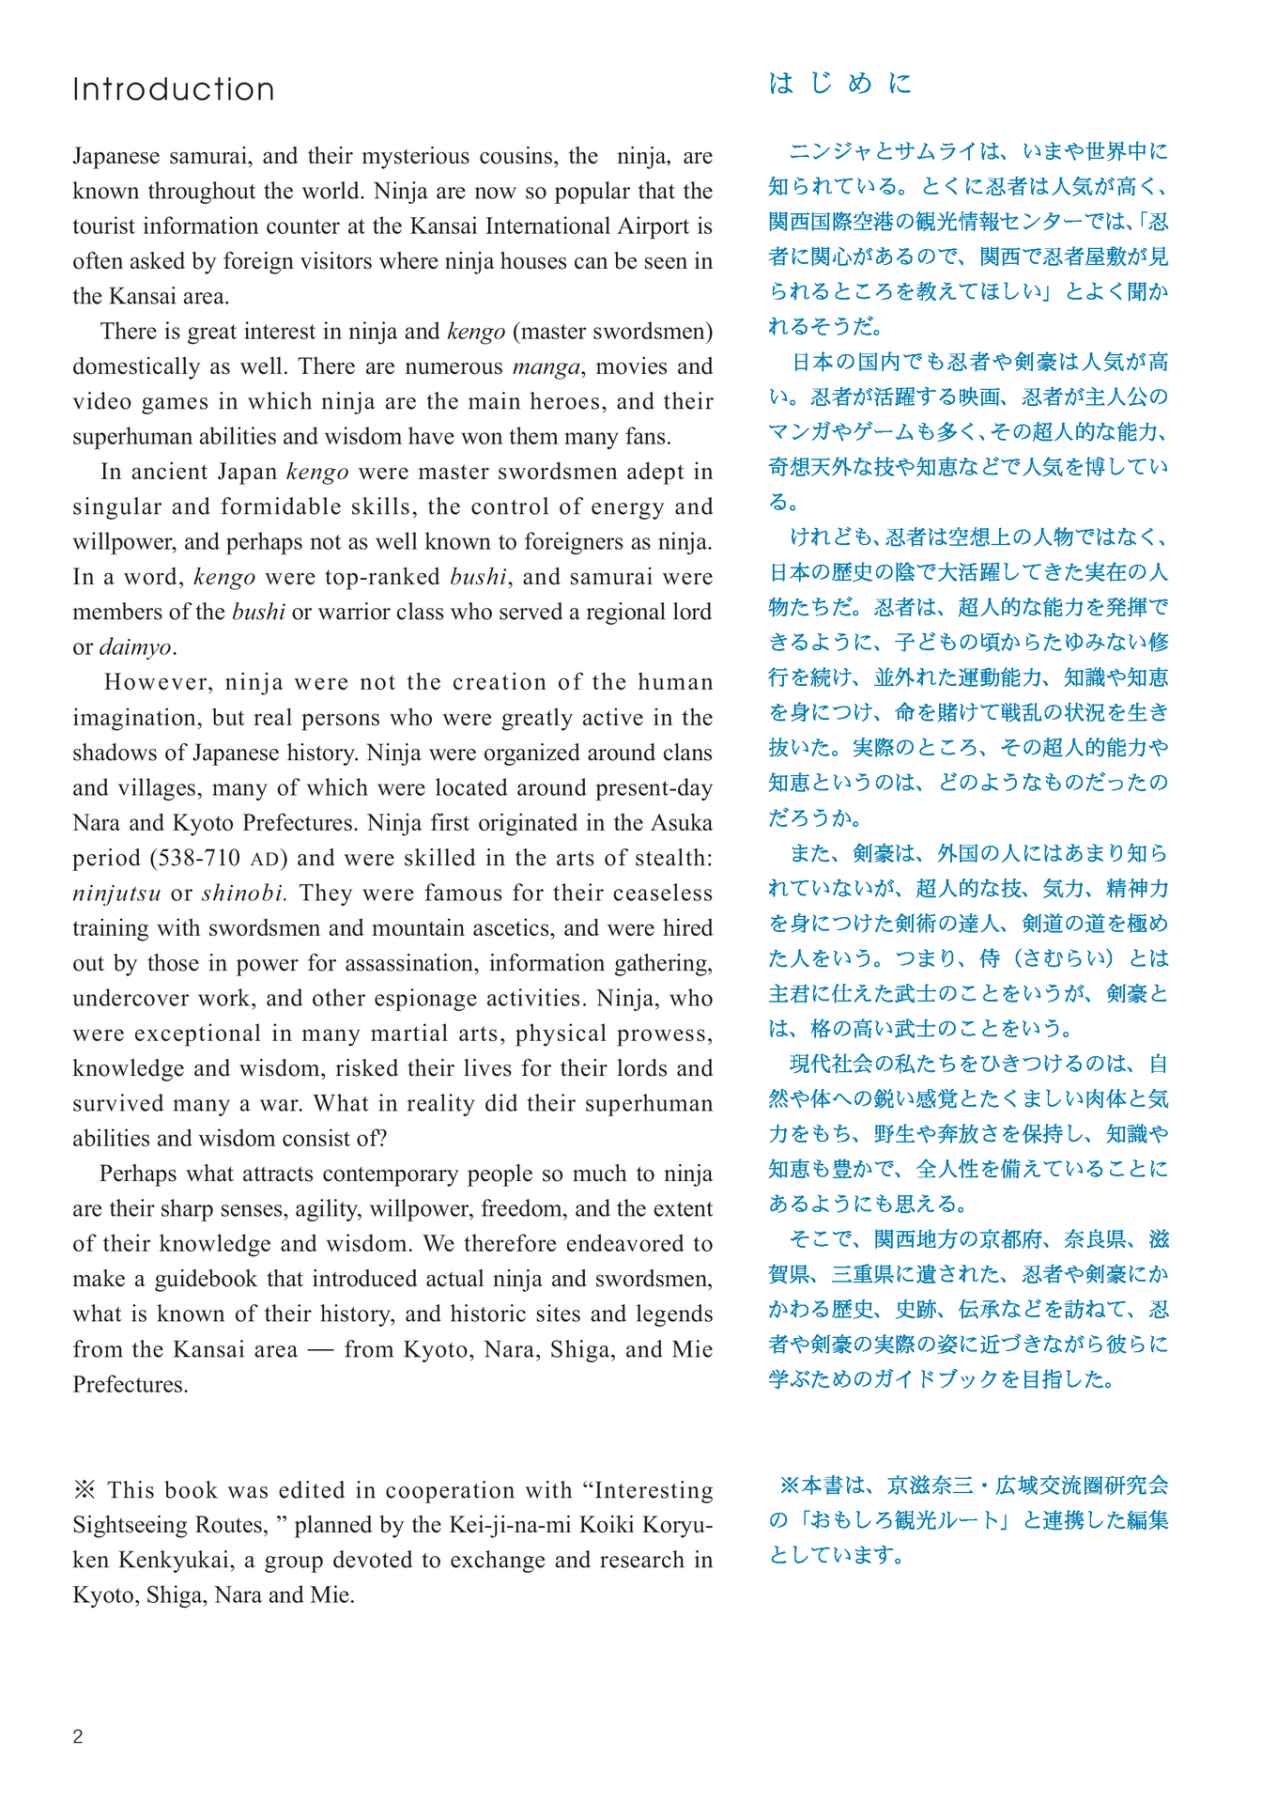 Introduction
Japanese samurai, and their mysterious cousins, the ninja, are
known throughout the world. Ninja are now so popular that the
tourist information counter at the Kansai International Airport is
often asked by foreign visitors where ninja houses can be seen in
the Kansai area.
There is great interest in ninja and kengo (master swordsmen)
domestically as well. There are numerous manga, movies and
video games in which ninja are the main heroes, and their
superhuman abilities and wisdom have won them many fans.
In ancient Japan kengo were master swordsmen adept in
singular and formidable skills, the control of energy and
willpower, and perhaps not as well known to foreigners as ninja.
In a word, kengo were top-ranked bushi, and samurai were
members of the bushi or warrior class who served a regional lord
or daimyo.
However, ninja were not the creation of the human
imagination, but real persons who were greatly active in the
shadows of Japanese history. Ninja were organized around clans
and villages, many of which were located around present-day
Nara and Kyoto Prefectures. Ninja first originated in the Asuka
period (538-710 AD) and were skilled in the arts of stealth:
ninjutsu or shinobi. They were famous for their ceaseless
training with swordsmen and mountain ascetics, and were hired
out by those in power for assassination, information gathering,
undercover work, and other espionage activities. Ninja, who
were exceptional in many martial arts, physical prowess,
knowledge and wisdom, risked their lives for their lords and
survived many a war. What in reality did their superhuman
abilities and wisdom consist of?
Perhaps what attracts contemporary people so much to ninja
are their sharp senses, agility, willpower, freedom, and the extent
of their knowledge and wisdom. We therefore endeavored to
make a guidebook that introduced actual ninja and swordsmen,
what is known of their history, and historic sites and legends
from the Kansai area — from Kyoto, Nara, Shiga, and Mie
Prefectures.
※ This book was edited in cooperation with “Interesting
Sightseeing Routes, ” planned by the Kei-ji-na-mi Koiki Koryu-
ken Kenkyukai, a group devoted to exchange and research in
Kyoto, Shiga, Nara and Mie.
はじめに
ニンジャとサムライは、いまや世界中に
知られている。とくに忍者は人気が高く、
関西国際空港の観光情報センターでは、「忍
者に関心があるので、関西で忍者屋敷が見
られるところを教えてほしい」とよく聞か
れるそうだ。
日本の国内でも忍者や剣豪は人気が高
い。忍者が活躍する映画、忍者が主人公の
マンガやゲームも多く、その超人的な能力、
奇想天外な技や知恵などで人気を博してい
る。
けれども、忍者は空想上の人物ではなく、
日本の歴史の陰で大活躍してきた実在の人
物たちだ。忍者は、超人的な能力を発揮で
きるように、子どもの頃からたゆみない修
行を続け、並外れた運動能力、知識や知恵
を身につけ、命を賭けて戦乱の状況を生き
抜いた。実際のところ、その超人的能力や
知恵というのは、どのようなものだったの
だろうか。
また、剣豪は、外国の人にはあまり知ら
れていないが、超人的な技、気力、精神力
を身につけた剣術の達人、剣道の道を極め
た人をいう。つまり、侍（さむらい）とは
主君に仕えた武士のことをいうが、剣豪と
は、格の高い武士のことをいう。
現代社会の私たちをひきつけるのは、自
然や体への鋭い感覚とたくましい肉体と気
力をもち、野生や奔放さを保持し、知識や
知恵も豊かで、全人性を備えていることに
あるようにも思える。
そこで、関西地方の京都府、奈良県、滋
賀県、三重県に遺された、忍者や剣豪にか
かわる歴史、史跡、伝承などを訪ねて、忍
者や剣豪の実際の姿に近づきながら彼らに
学ぶためのガイドブックを目指した。
※本書は、京滋奈三・広域交流圏研究会
の「おもしろ観光ルート」と連携した編集
としています。
2